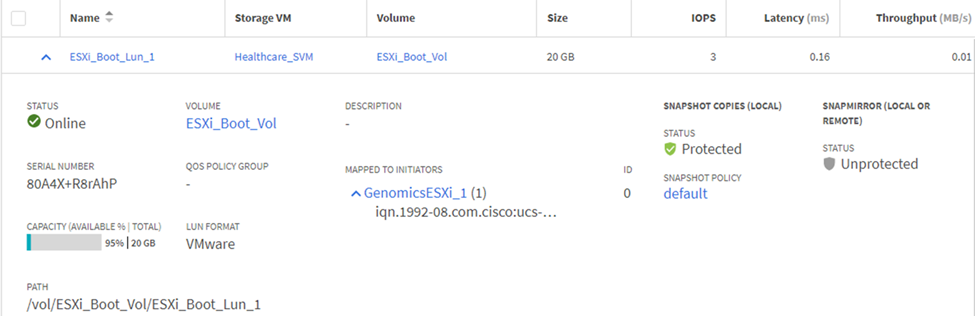 Name Storage VM Volume Size IOPS Latency (ms) Throughput (MB/s)
ESXi_Boot_Lun_1 Healthcare_SVM ESXi_Boot_Vol 20 GB 3 0.16 0.01
STATUS
Online
VOLUME
ESXi_Boot_Vol
DESCRIPTION
-
SNAPSHOT COPIES (LOCAL)
STATUS
Protected
SNAPSHOT POLICY
default
SNAPMIRROR (LOCAL OR
REMOTE)
STATUS
Unprotected
SERIAL NUMBER
80A4X+R8rAhP
QOS POLICY GROUP
-
MAPPED TO INITIATORS ID
GenomicsESXi_1 (1) 0
iqn.1992-08.com.cisco:ucs-...
CAPACITY (AVAILABLE % | TOTAL)
95% | 20 GB
LUN FORMAT
VMware
PATH
/vol/ESXi_Boot_Vol/ESXi_Boot_Lun_1